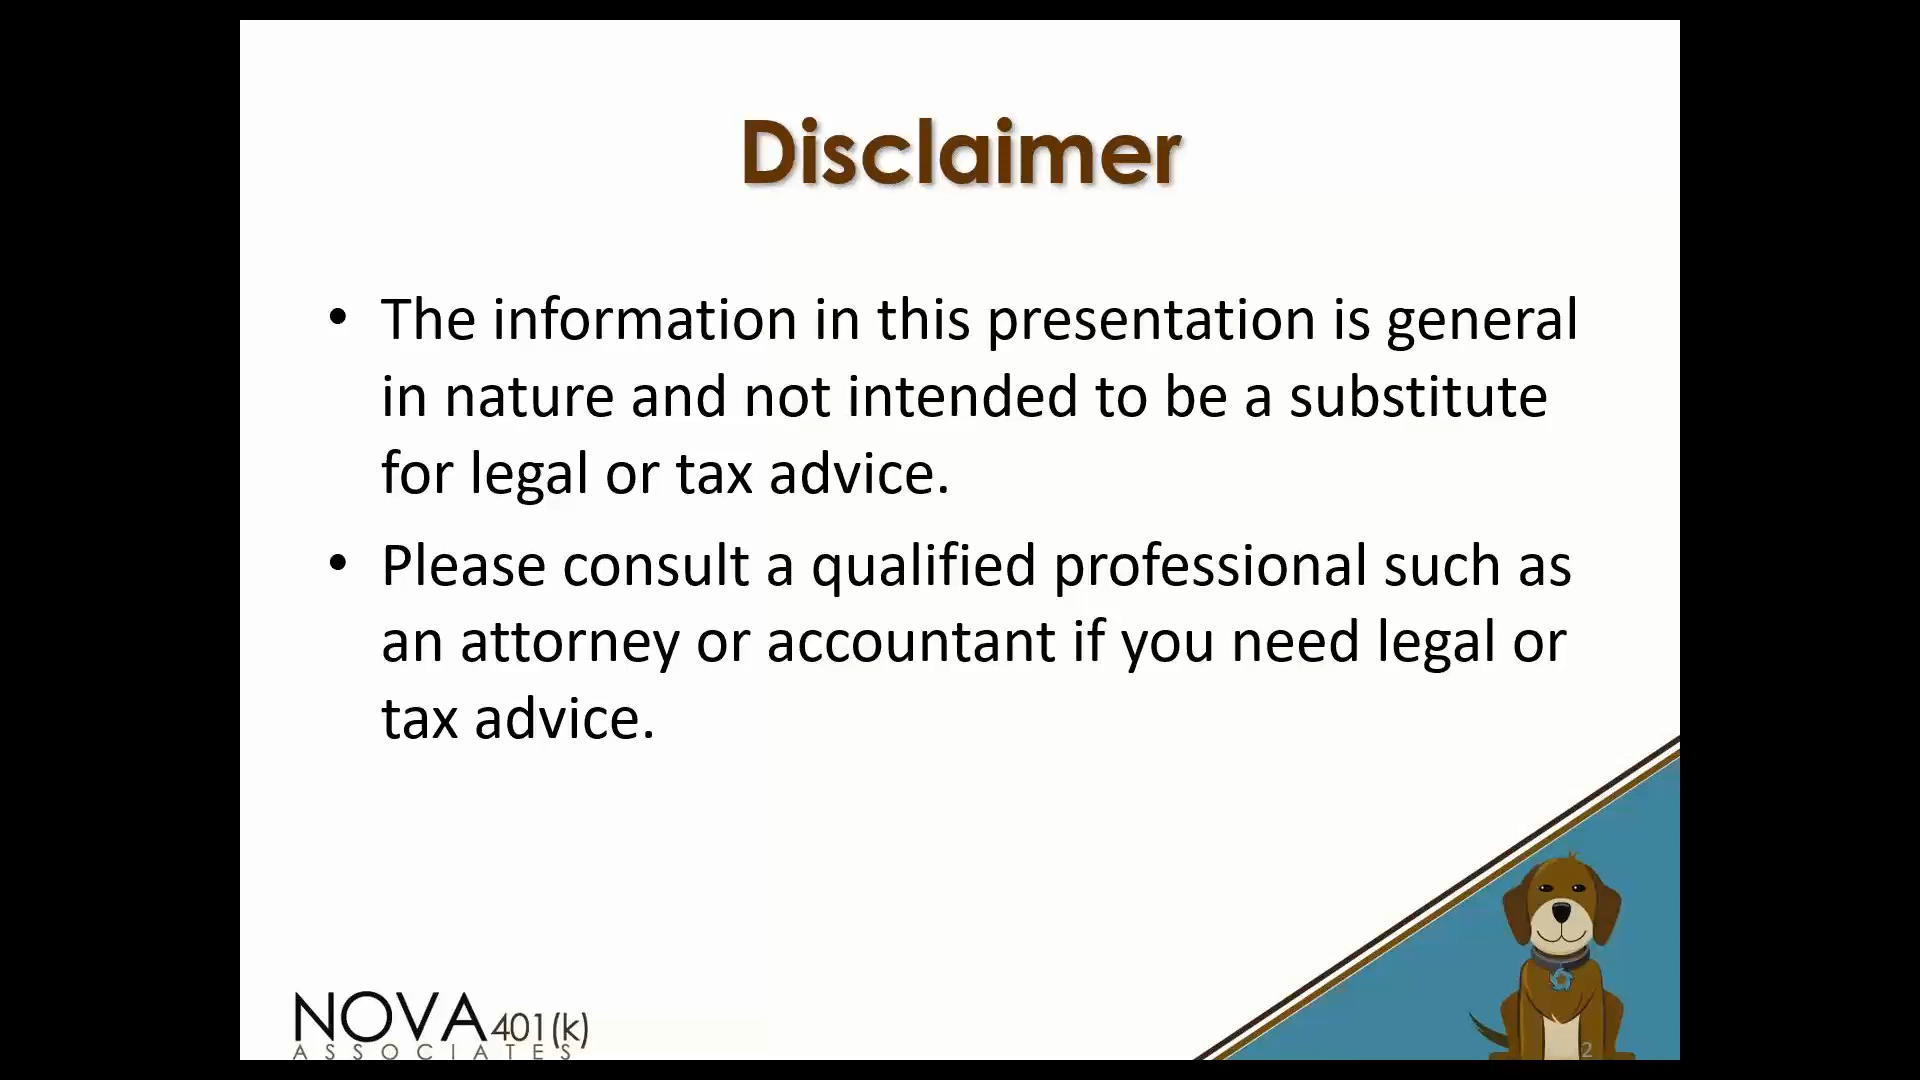 Disclaimer
• The information in this presentation is general
in nature and not intended to be a substitute
for legal or tax advice.
• Please consult a qualified professional such as
an attorney or accountant if you need legal or
tax advice.
NOVA 401(k)
ASSOCIATES
2